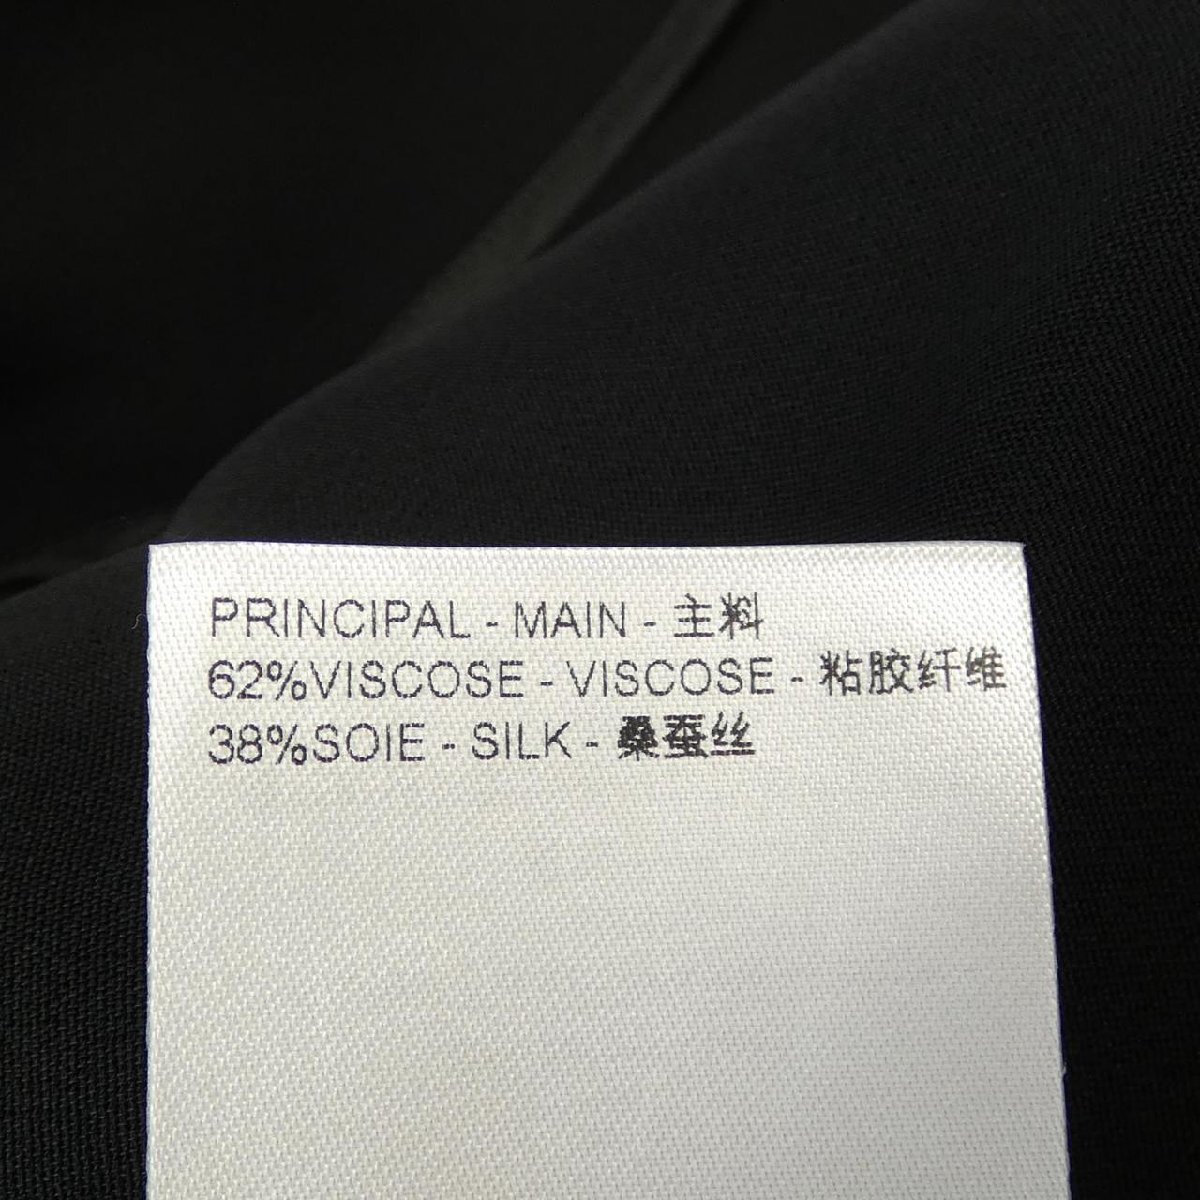 PRINCIPAL - MAIN - 主料
62%VISCOSE - VISCOSE - 粘胶纤维
38%SOIE - SILK - 桑蚕丝